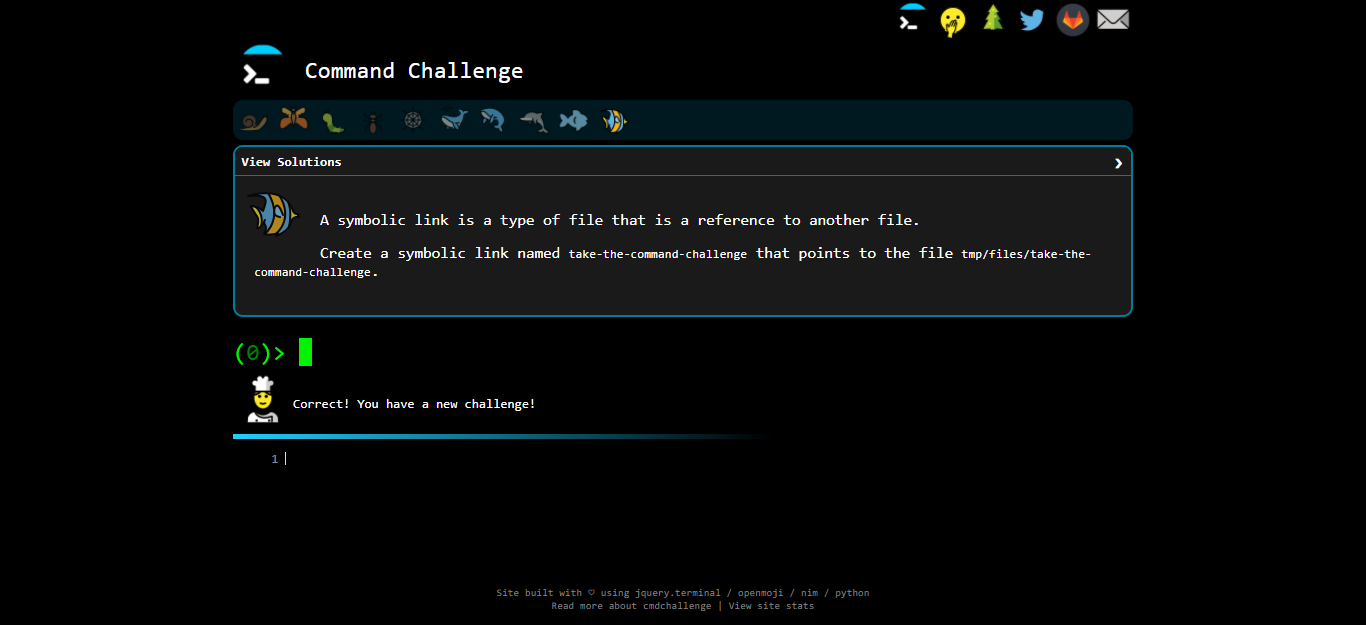 Command Challenge
View Solutions
A symbolic link is a type of file that is a reference to another file.
Create a symbolic link named take-the-command-challenge that points to the file tmp/files/take-the-
command-challenge.
(0)>
Correct! You have a new challenge!
1
Site built with ♡ using jquery.terminal / openmoji / nim / python
Read more about cmdchallenge | View site stats